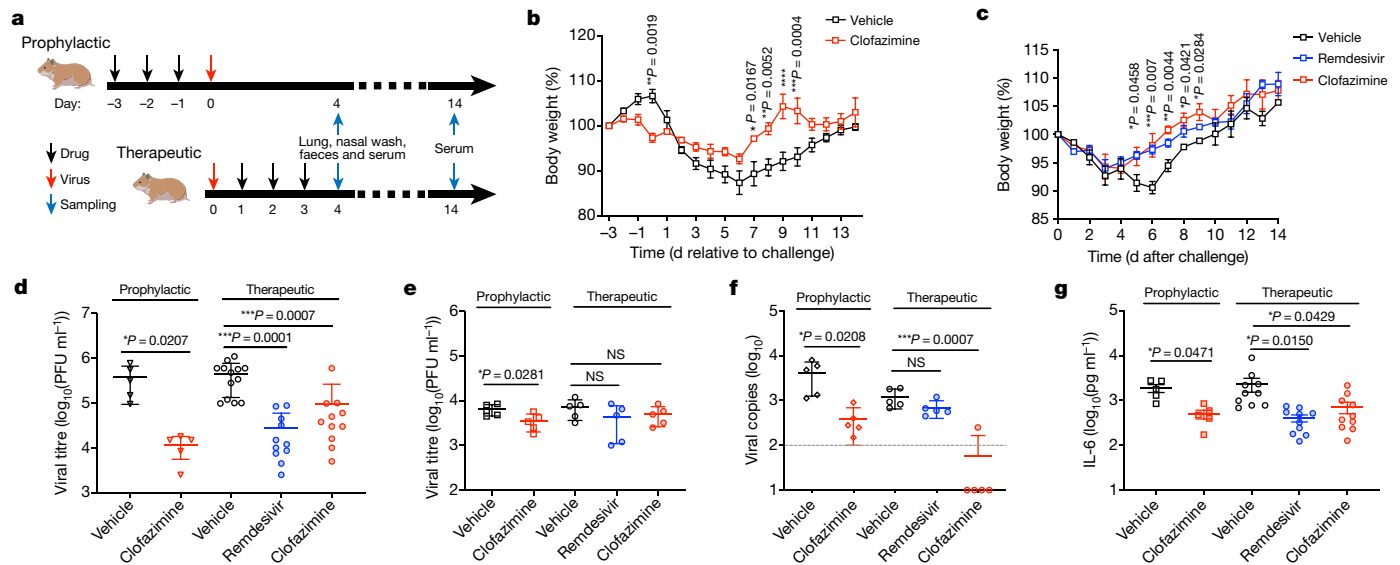 a
Prophylactic
Day:
–3
–2
–1
0
4
14
Therapeutic
Lung, nasal wash,
faeces and serum
Serum
Drug
Virus
Sampling
0
1
2
3
4
14
b
Vehicle
Clofazimine
**P = 0.0019
*P = 0.0167
**P = 0.0052
****
***P = 0.0004
Body weight (%)
120
110
100
90
80
–3 –1 1 3 5 7 9 11 13
Time (d relative to challenge)
c
Vehicle
Remdesivir
Clofazimine
*P = 0.0458
***P = 0.007
**P = 0.0044
*P = 0.0421
*P = 0.0284
Body weight (%)
115
110
105
100
95
90
85
0 2 4 6 8 10 12 14
Time (d after challenge)
d
Prophylactic
Therapeutic
***P = 0.0007
***P = 0.0001
*P = 0.0207
Viral titre (log10(PFU ml–1))
7
6
5
4
3
Vehicle
Clofazimine
Vehicle
Remdesivir
Clofazimine
e
Prophylactic
Therapeutic
NS
NS
*P = 0.0281
Viral titre (log10(PFU ml–1))
6
5
4
3
2
Vehicle
Clofazimine
Vehicle
Remdesivir
Clofazimine
f
Prophylactic
Therapeutic
*P = 0.0208
***P = 0.0007
NS
Viral copies (log10)
5
4
3
2
1
Vehicle
Clofazimine
Vehicle
Remdesivir
Clofazimine
g
Prophylactic
Therapeutic
*P = 0.0429
*P = 0.0471
*P = 0.0150
IL-6 (log10(pg ml–1))
5
4
3
2
1
Vehicle
Clofazimine
Vehicle
Remdesivir
Clofazimine